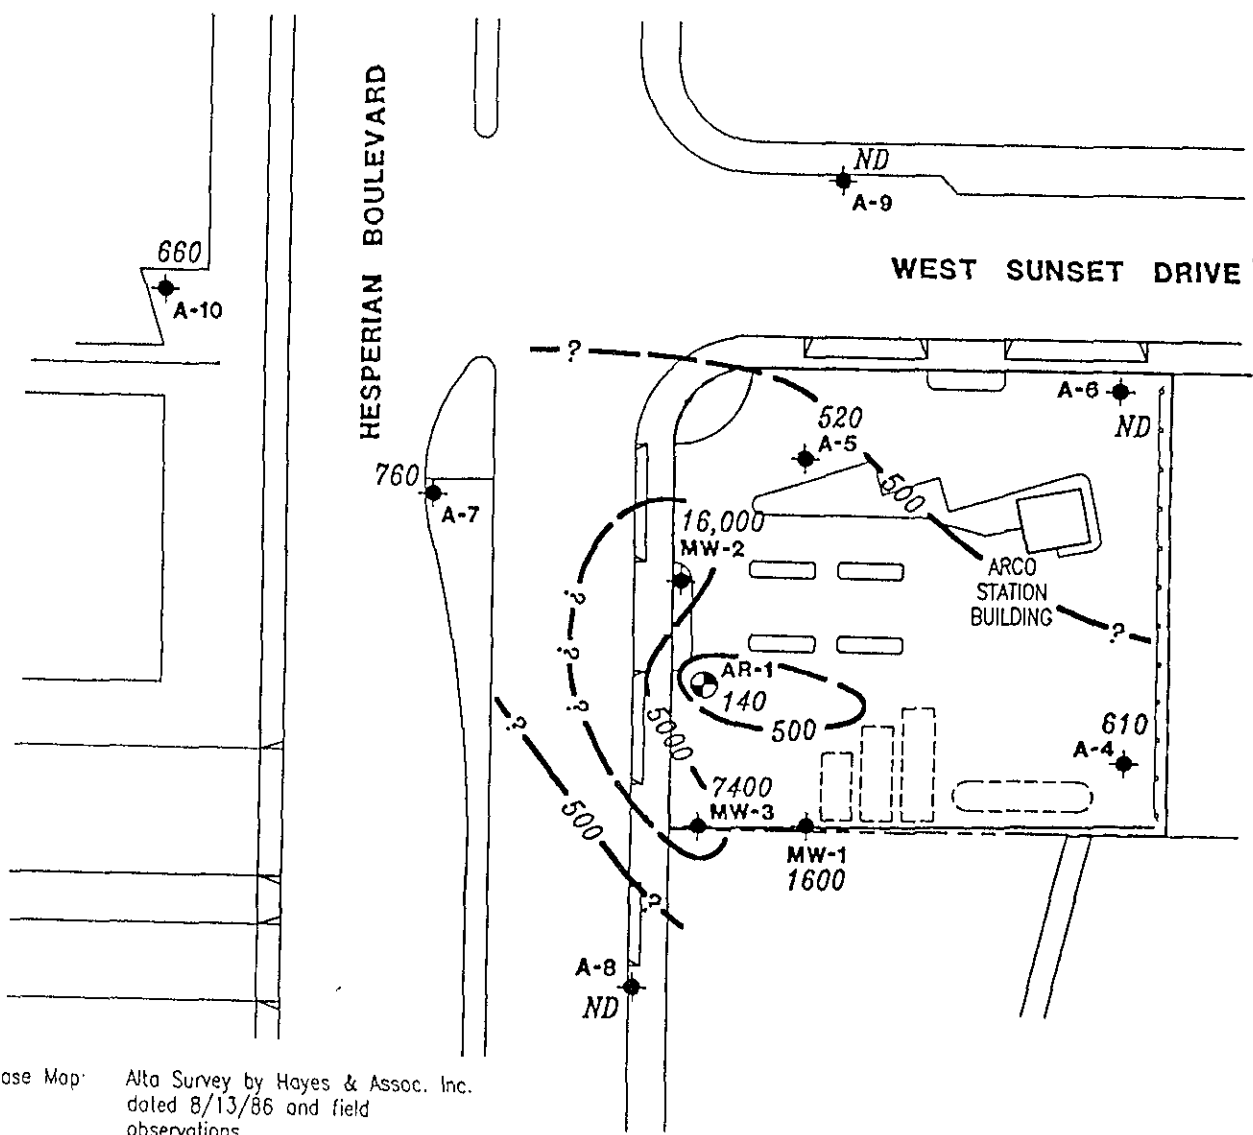 HESPERIAN BOULEVARD
ND
A-9
WEST SUNSET DRIVE
660
A-10
?
A-6
ND
520
A-5
500
760
A-7
16,000
MW-2
ARCO
STATION
BUILDING
?
?
?
?
AR-1
140
500
5000
?
500
?
610
A-4
7400
MW-3
MW-1
1600
A-8
ND
ase Map: Alta Survey by Hayes & Assoc. Inc.
dated 8/13/86 and field
observations